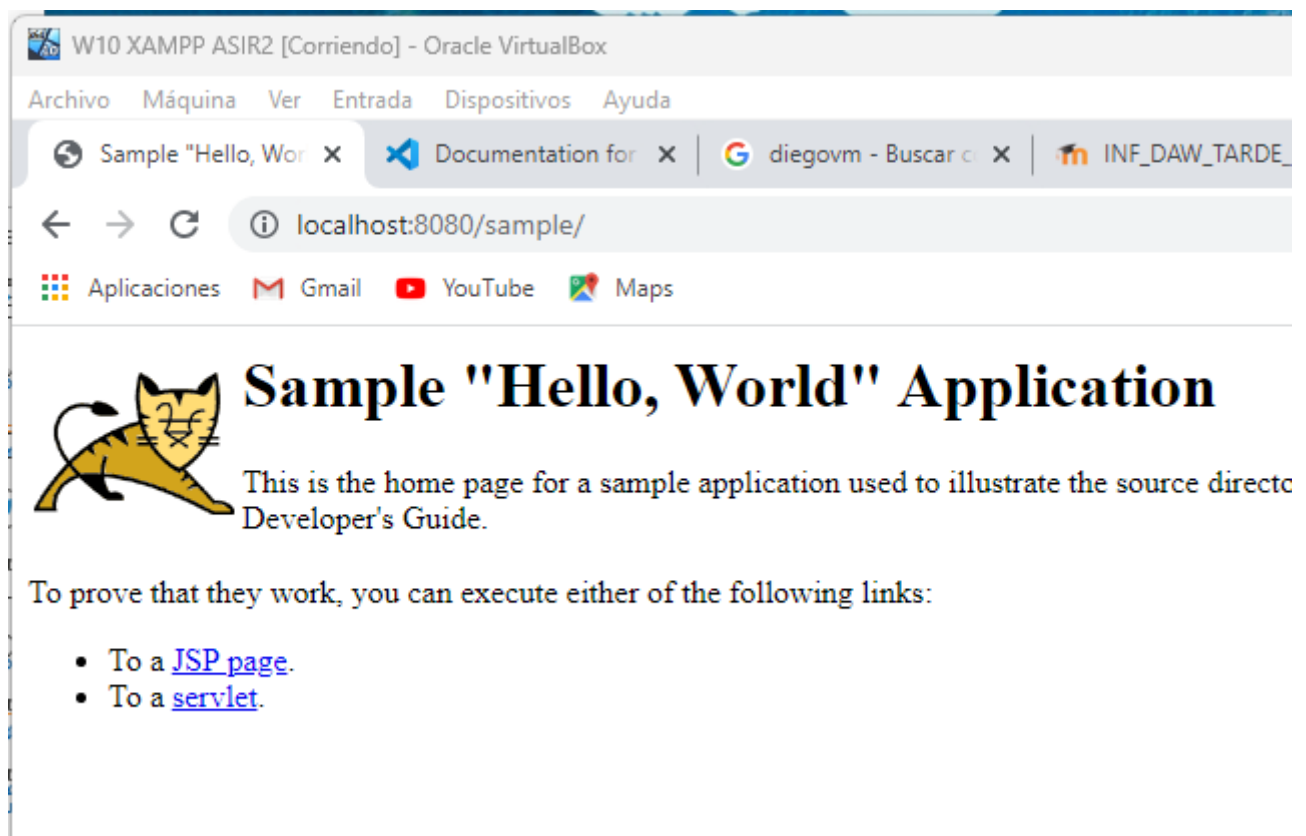 W10 XAMPP ASIR2 [Corriendo] - Oracle VirtualBox
Archivo Máquina Ver Entrada Dispositivos Ayuda
Sample "Hello, Wor Documentation for diegovm - Buscar c INF_DAW_TARDE_
localhost:8080/sample/
Aplicaciones Gmail YouTube Maps
Sample "Hello, World" Application
This is the home page for a sample application used to illustrate the source directo
Developer's Guide.
To prove that they work, you can execute either of the following links:
• To a JSP page.
• To a servlet.